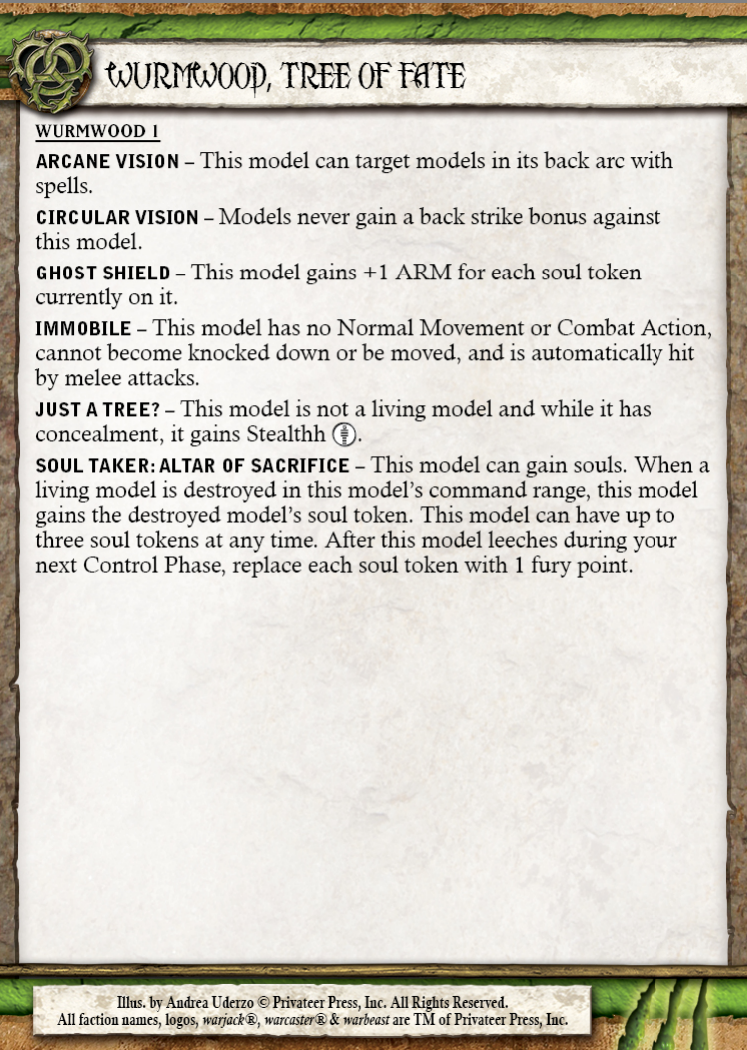 WURMWOOD, TREE OF FATE
WURMWOOD 1
ARCANE VISION – This model can target models in its back arc with
spells.
CIRCULAR VISION – Models never gain a back strike bonus against
this model.
GHOST SHIELD – This model gains +1 ARM for each soul token
currently on it.
IMMOBILE – This model has no Normal Movement or Combat Action,
cannot become knocked down or be moved, and is automatically hit
by melee attacks.
JUST A TREE? – This model is not a living model and while it has
concealment, it gains Stealthh .
SOUL TAKER: ALTAR OF SACRIFICE – This model can gain souls. When a
living model is destroyed in this model’s command range, this model
gains the destroyed model’s soul token. This model can have up to
three soul tokens at any time. After this model leeches during your
next Control Phase, replace each soul token with 1 fury point.
Illus. by Andrea Uderzo © Privateer Press, Inc. All Rights Reserved.
All faction names, logos, warjack®, warcaster® & warbeast are TM of Privateer Press, Inc.